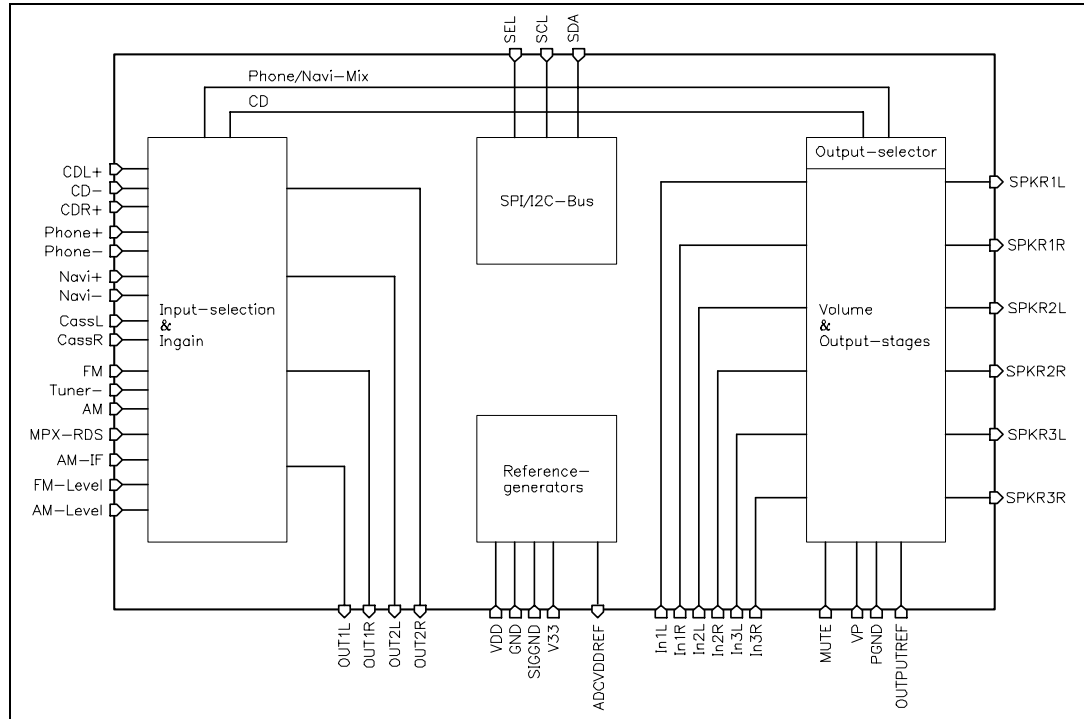 SEL
SCL
SDA
Phone/Navi-Mix
CD
CDL+
CD-
CDR+
Phone+
Phone-
Navi+
Navi-
CassL
CassR
FM
Tuner-
AM
MPX-RDS
AM-IF
FM-Level
AM-Level
Input-selection
&
Ingain
SPI/I2C-Bus
Reference-
generators
Output-selector
Volume
&
Output-stages
SPKR1L
SPKR1R
SPKR2L
SPKR2R
SPKR3L
SPKR3R
OUT1L
OUT1R
OUT2L
OUT2R
VDD
GND
SIGGND
V33
ADCVDDREF
In1L
In1R
In2L
In2R
In3L
In3R
MUTE
VP
PGND
OUTPUTREF